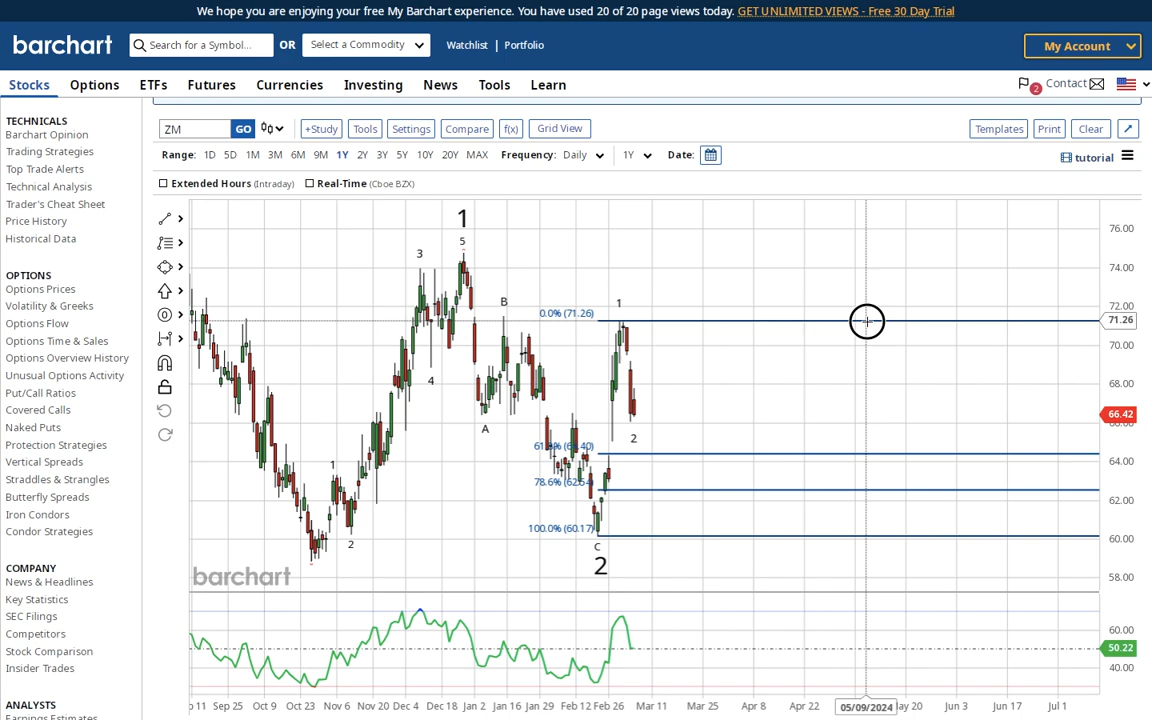 We hope you are enjoying your free My Barchart experience. You have used 20 of 20 page views today. GET UNLIMITED VIEWS - Free 30 Day Trial
barchart Search for a Symbol... OR Select a Commodity Watchlist | Portfolio My Account
Stocks Options ETFs Futures Currencies Investing News Tools Learn 2 Contact
TECHNICALS
Barchart Opinion
Trading Strategies
Top Trade Alerts
Technical Analysis
Trader's Cheat Sheet
Price History
Historical Data
OPTIONS
Options Prices
Volatility & Greeks
Options Flow
Options Time & Sales
Options Overview History
Unusual Options Activity
Put/Call Ratios
Covered Calls
Naked Puts
Protection Strategies
Vertical Spreads
Straddles & Strangles
Butterfly Spreads
Iron Condors
Condor Strategies
COMPANY
News & Headlines
Key Statistics
SEC Filings
Competitors
Stock Comparison
Insider Trades
ANALYSTS
Earnings Estimates
ZM GO +Study Tools Settings Compare f(x) Grid View Templates Print Clear
Range: 1D 5D 1M 3M 6M 9M 1Y 2Y 3Y 5Y 10Y 20Y MAX Frequency: Daily 1Y Date: tutorial
Extended Hours (Intraday) Real-Time (Cboe BZX)
1
5
3
4
B
A
1
2
1
2
C
2
0.0% (71.26)
78.6% (62.54)
100.0% (60.17)
barchart
76.00
74.00
72.00
71.26
70.00
68.00
66.42
64.00
62.00
60.00
58.00
60.00
50.22
40.00
Sep 25 Oct 9 Oct 23 Nov 6 Nov 20 Dec 4 Dec 18 Jan 2 Jan 16 Jan 29 Feb 12 Feb 26 Mar 11 Mar 25 Apr 8 Apr 22 05/09/2024 Jun 3 Jun 17 Jul 1